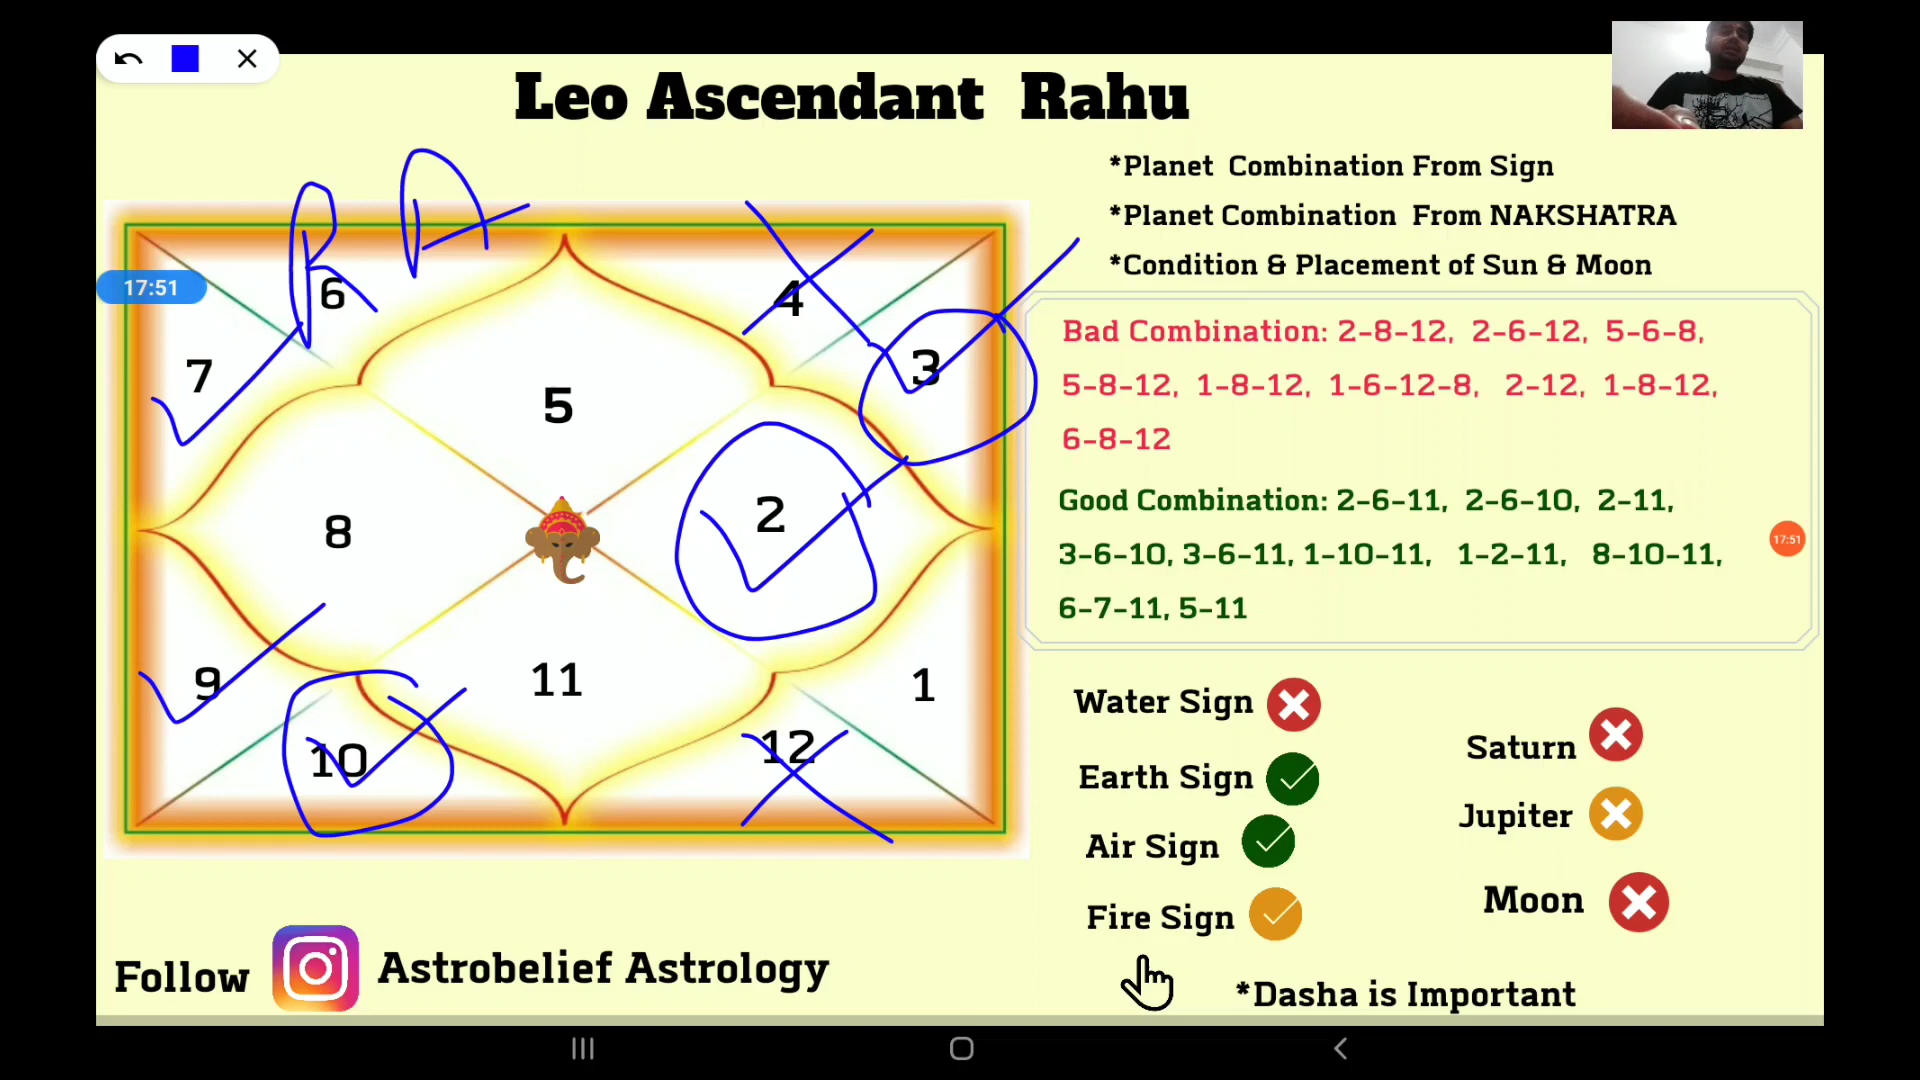 Leo Ascendant Rahu
*Planet Combination From Sign
*Planet Combination From NAKSHATRA
*Condition & Placement of Sun & Moon
RA
17:51
6
4
7
3
5
8
2
9
11
1
10
12
Bad Combination: 2-8-12, 2-6-12, 5-6-8,
5-8-12, 1-8-12, 1-6-12-8, 2-12, 1-8-12,
6-8-12
Good Combination: 2-6-11, 2-6-10, 2-11,
3-6-10, 3-6-11, 1-10-11, 1-2-11, 8-10-11,
6-7-11, 5-11
17:51
Water Sign
Earth Sign
Air Sign
Fire Sign
Saturn
Jupiter
Moon
*Dasha is Important
Follow Astrobelief Astrology